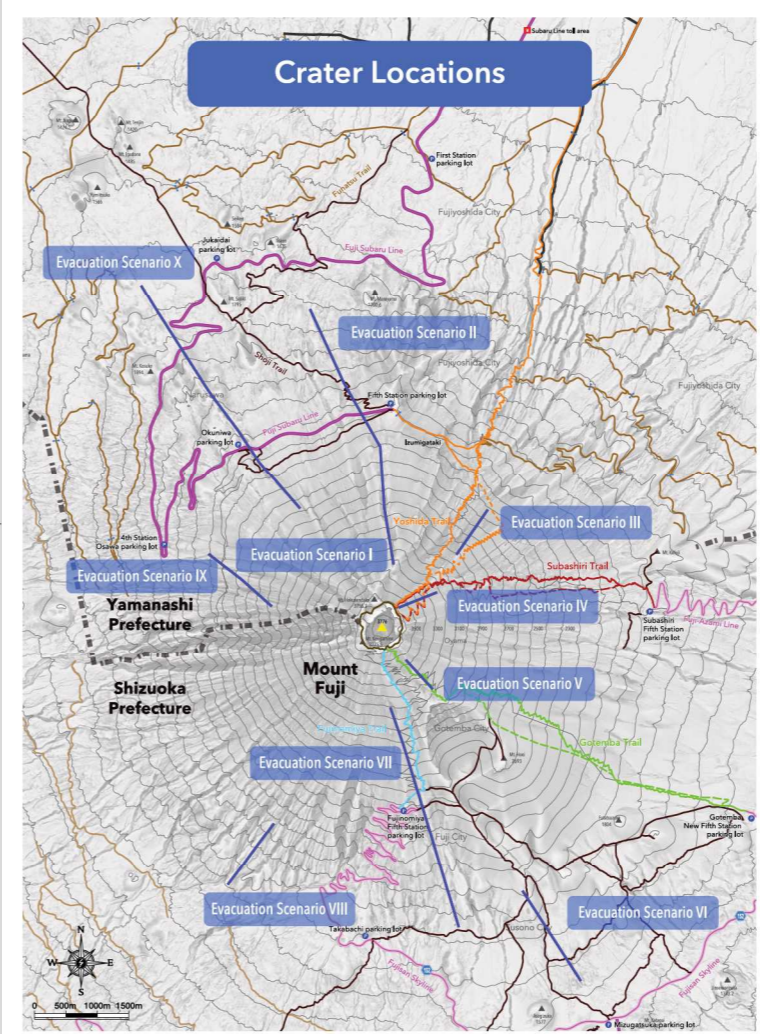 Subaru Line toll area
Crater Locations
First Station
parking lot
Funatsu Trail
Fujiyoshida City
Jukaidai
parking lot
Fuji Subaru Line
Evacuation Scenario X
Evacuation Scenario II
Shoji Trail
Fujiyoshida City
Fujiyoshida City
Fifth Station parking lot
Okuniwa
parking lot
Fuji Subaru Line
Izumigataki
Yoshida Trail
Evacuation Scenario III
4th Station
Osawa parking lot
Evacuation Scenario I
Evacuation Scenario IX
Subashiri Trail
Yamanashi
Prefecture
Evacuation Scenario IV
Subashiri
Fifth Station
parking lot
Fuji Azami Line
Oyama
Mount
Fuji
Shizuoka
Prefecture
Evacuation Scenario V
Gotemba City
Gotemba Trail
Evacuation Scenario VII
Fujinomiya
Fifth Station
parking lot
Fuji City
Gotemba
New Fifth Station
parking lot
Evacuation Scenario VIII
Evacuation Scenario VI
Takabachi parking lot
Susono City
Fujisan Skyline
Fujisan Skyline
Mizugatsuka parking lot
N
W E
S
0 500m 1000m 1500m